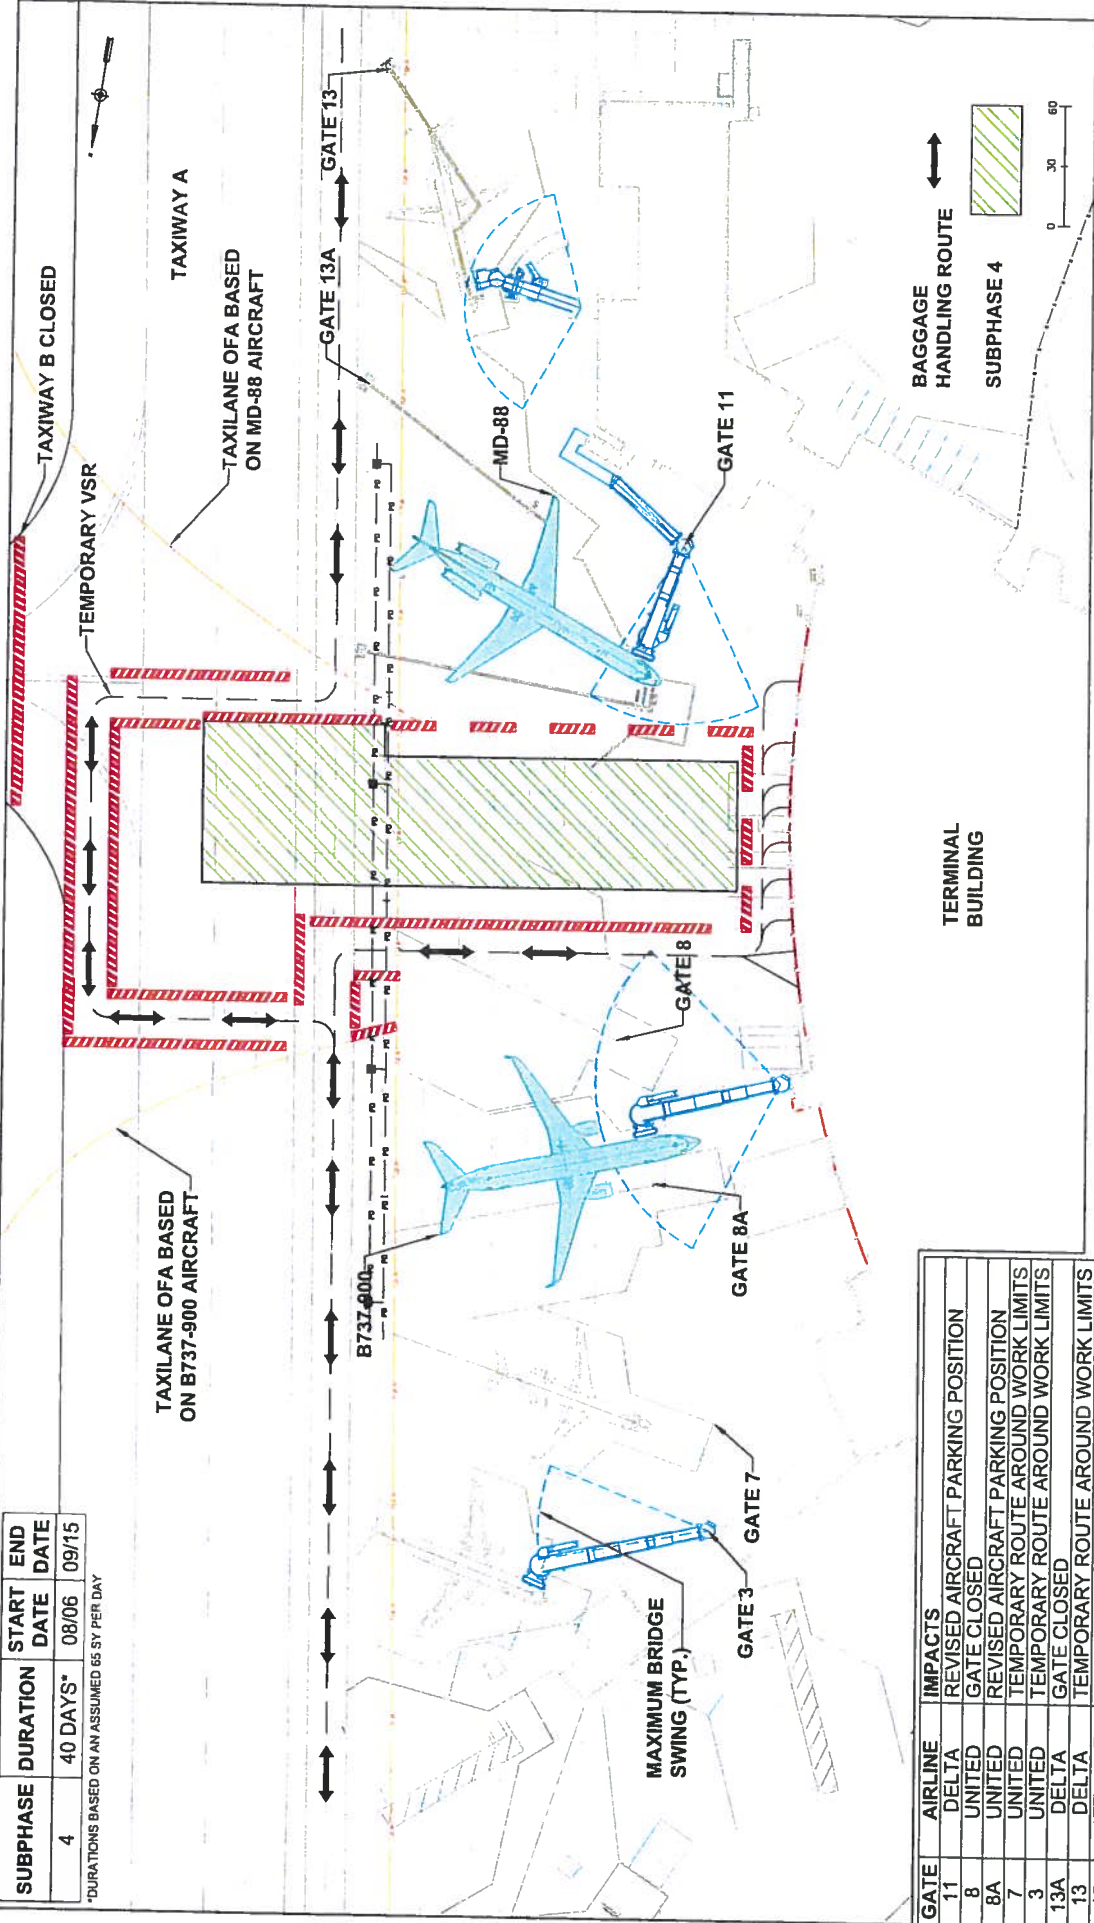 SUBPHASE DURATION START DATE END DATE
4 40 DAYS* 08/06 09/15
*DURATIONS BASED ON AN ASSUMED 65 SY PER DAY
TAXIWAY B CLOSED
TEMPORARY VSR
TAXIWAY A
TAXILANE OFA BASED
ON MD-88 AIRCRAFT
TAXILANE OFA BASED
ON B737-900 AIRCRAFT
GATE 13
GATE 13A
MD-88
GATE 11
B737-900
GATE 8
GATE 8A
GATE 7
GATE 3
MAXIMUM BRIDGE
SWING (TYP.)
TERMINAL
BUILDING
BAGGAGE
HANDLING ROUTE
SUBPHASE 4
0 30 60
GATE AIRLINE IMPACTS
11 DELTA REVISED AIRCRAFT PARKING POSITION
8 UNITED GATE CLOSED
8A UNITED REVISED AIRCRAFT PARKING POSITION
7 UNITED TEMPORARY ROUTE AROUND WORK LIMITS
3 UNITED TEMPORARY ROUTE AROUND WORK LIMITS
13A DELTA GATE CLOSED
13 DELTA TEMPORARY ROUTE AROUND WORK LIMITS